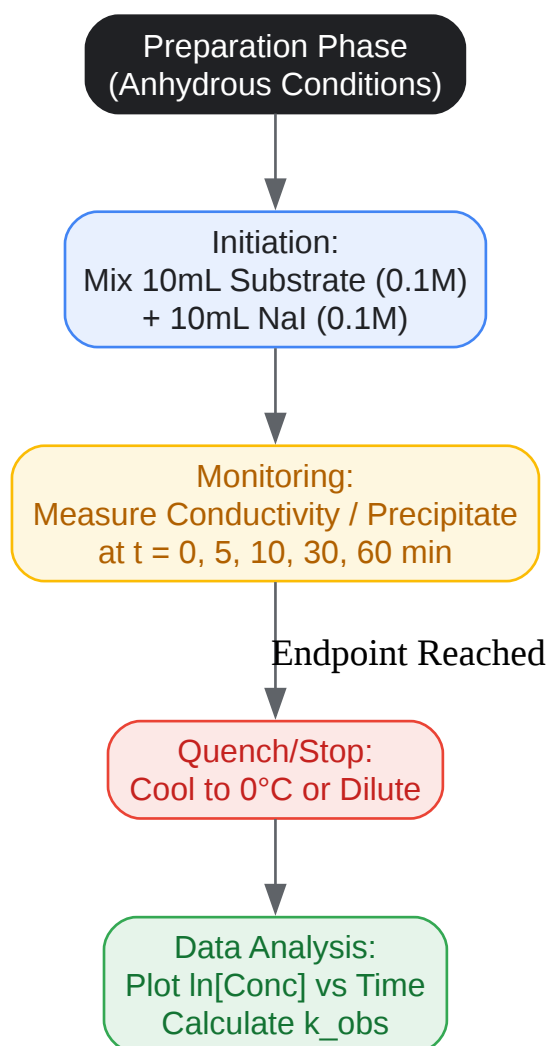 Preparation Phase
(Anhydrous Conditions)
Initiation:
Mix 10mL Substrate (0.1M)
+ 10mL NaI (0.1M)
Monitoring:
Measure Conductivity / Precipitate
at t = 0, 5, 10, 30, 60 min
Endpoint Reached
Quench/Stop:
Cool to 0°C or Dilute
Data Analysis:
Plot ln[Conc] vs Time
Calculate k_obs